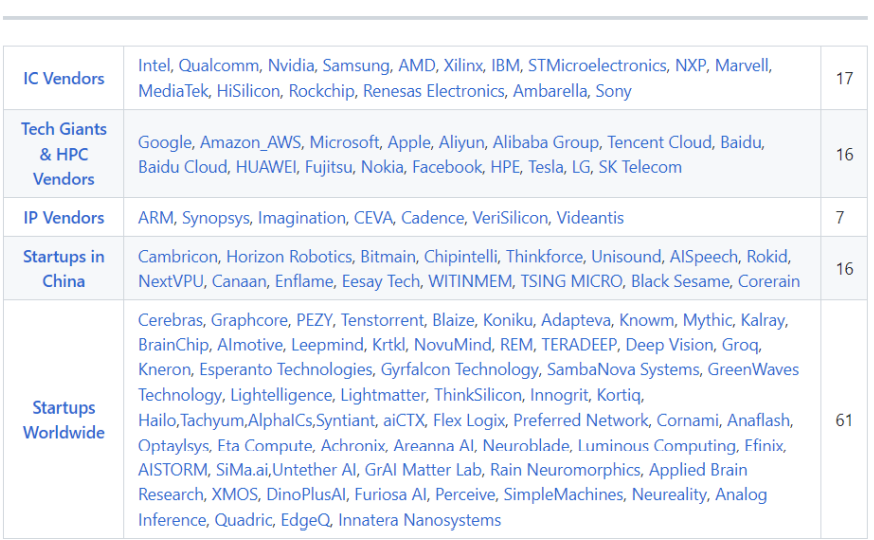 IC Vendors
Intel, Qualcomm, Nvidia, Samsung, AMD, Xilinx, IBM, STMicroelectronics, NXP, Marvell,
MediaTek, HiSilicon, Rockchip, Renesas Electronics, Ambarella, Sony
17
Tech Giants
& HPC
Vendors
Google, Amazon_AWS, Microsoft, Apple, Aliyun, Alibaba Group, Tencent Cloud, Baidu,
Baidu Cloud, HUAWEI, Fujitsu, Nokia, Facebook, HPE, Tesla, LG, SK Telecom
16
IP Vendors
ARM, Synopsys, Imagination, CEVA, Cadence, VeriSilicon, Videantis
7
Startups in
China
Cambricon, Horizon Robotics, Bitmain, Chipintelli, Thinkforce, Unisound, AISpeech, Rokid,
NextVPU, Canaan, Enflame, Eesay Tech, WITINMEM, TSING MICRO, Black Sesame, Corerain
16
Startups
Worldwide
Cerebras, Graphcore, PEZY, Tenstorrent, Blaize, Koniku, Adapteva, Knowm, Mythic, Kalray,
BrainChip, AImotive, Leepmind, Krtkl, NovuMind, REM, TERADEEP, Deep Vision, Groq,
Kneron, Esperanto Technologies, Gyrfalcon Technology, SambaNova Systems, GreenWaves
Technology, Lightelligence, Lightmatter, ThinkSilicon, Innogrit, Kortiq,
Hailo,Tachyum,AlphaICs,Syntiant, aiCTX, Flex Logix, Preferred Network, Cornami, Anaflash,
Optaylsys, Eta Compute, Achronix, Areanna AI, Neuroblade, Luminous Computing, Efinix,
AISTORM, SiMa.ai,Untether AI, GrAI Matter Lab, Rain Neuromorphics, Applied Brain
Research, XMOS, DinoPlusAI, Furiosa AI, Perceive, SimpleMachines, Neureality, Analog
Inference, Quadric, EdgeQ, Innatera Nanosystems
61